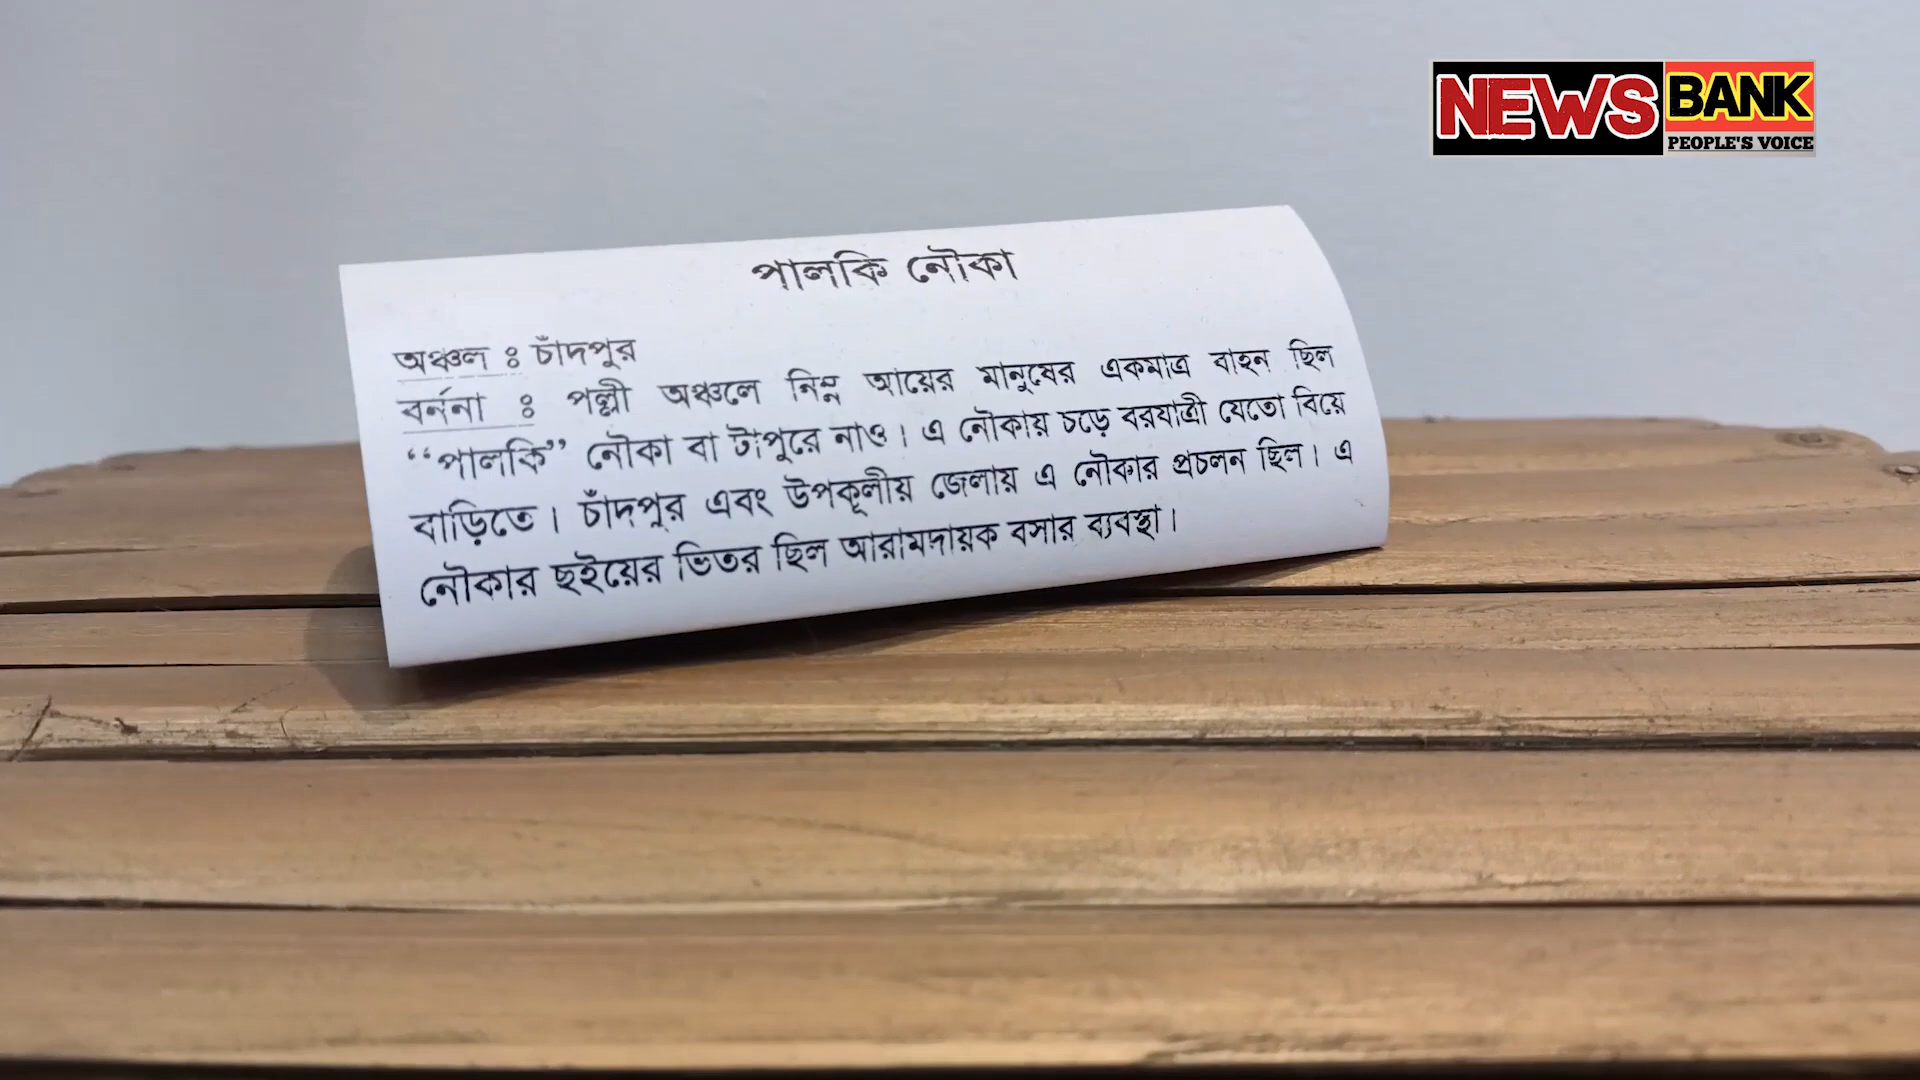 NEWS BANK
PEOPLE'S VOICE
পালকি নৌকা
অঞ্চল ঃ চাঁদপুর
বর্ননা ঃ পল্লী অঞ্চলে নিম্ন আয়ের মানুষের একমাত্র বাহন ছিল
“পালকি” নৌকা বা টাপুরে নাও। এ নৌকায় চড়ে বরযাত্রী যেতো বিয়ে
বাড়িতে। চাঁদপুর এবং উপকূলীয় জেলায় এ নৌকার প্রচলন ছিল। এ
নৌকার ছইয়ের ভিতর ছিল আরামদায়ক বসার ব্যবস্থা।